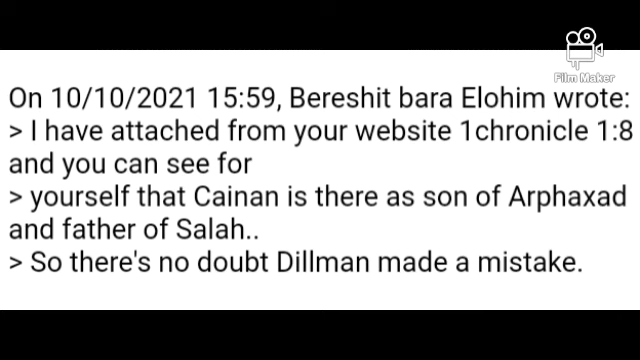 Film Maker
On 10/10/2021 15:59, Bereshit bara Elohim wrote:
> I have attached from your website 1chronicle 1:8
and you can see for
> yourself that Cainan is there as son of Arphaxad
and father of Salah..
> So there's no doubt Dillman made a mistake.